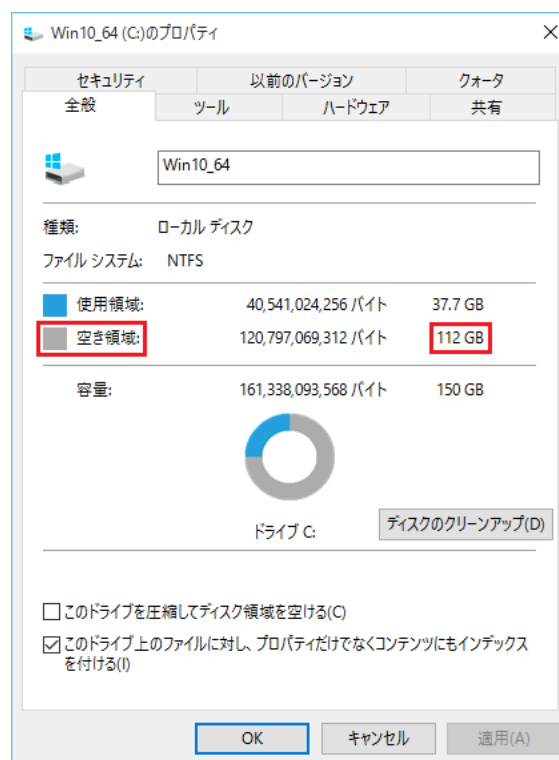 Win10_64 (C:)のプロパティ
セキュリティ 以前のバージョン クォータ
全般 ツール ハードウェア 共有
Win10_64
種類: ローカル ディスク
ファイル システム: NTFS
使用領域: 40,541,024,256 バイト 37.7 GB
空き領域: 120,797,069,312 バイト 112 GB
容量: 161,338,093,568 バイト 150 GB
ドライブ C:
ディスクのクリーンアップ(D)
このドライブを圧縮してディスク領域を空ける(C)
このドライブ上のファイルに対し、プロパティだけでなくコンテンツにもインデックス
を付ける(I)
OK キャンセル 適用(A)